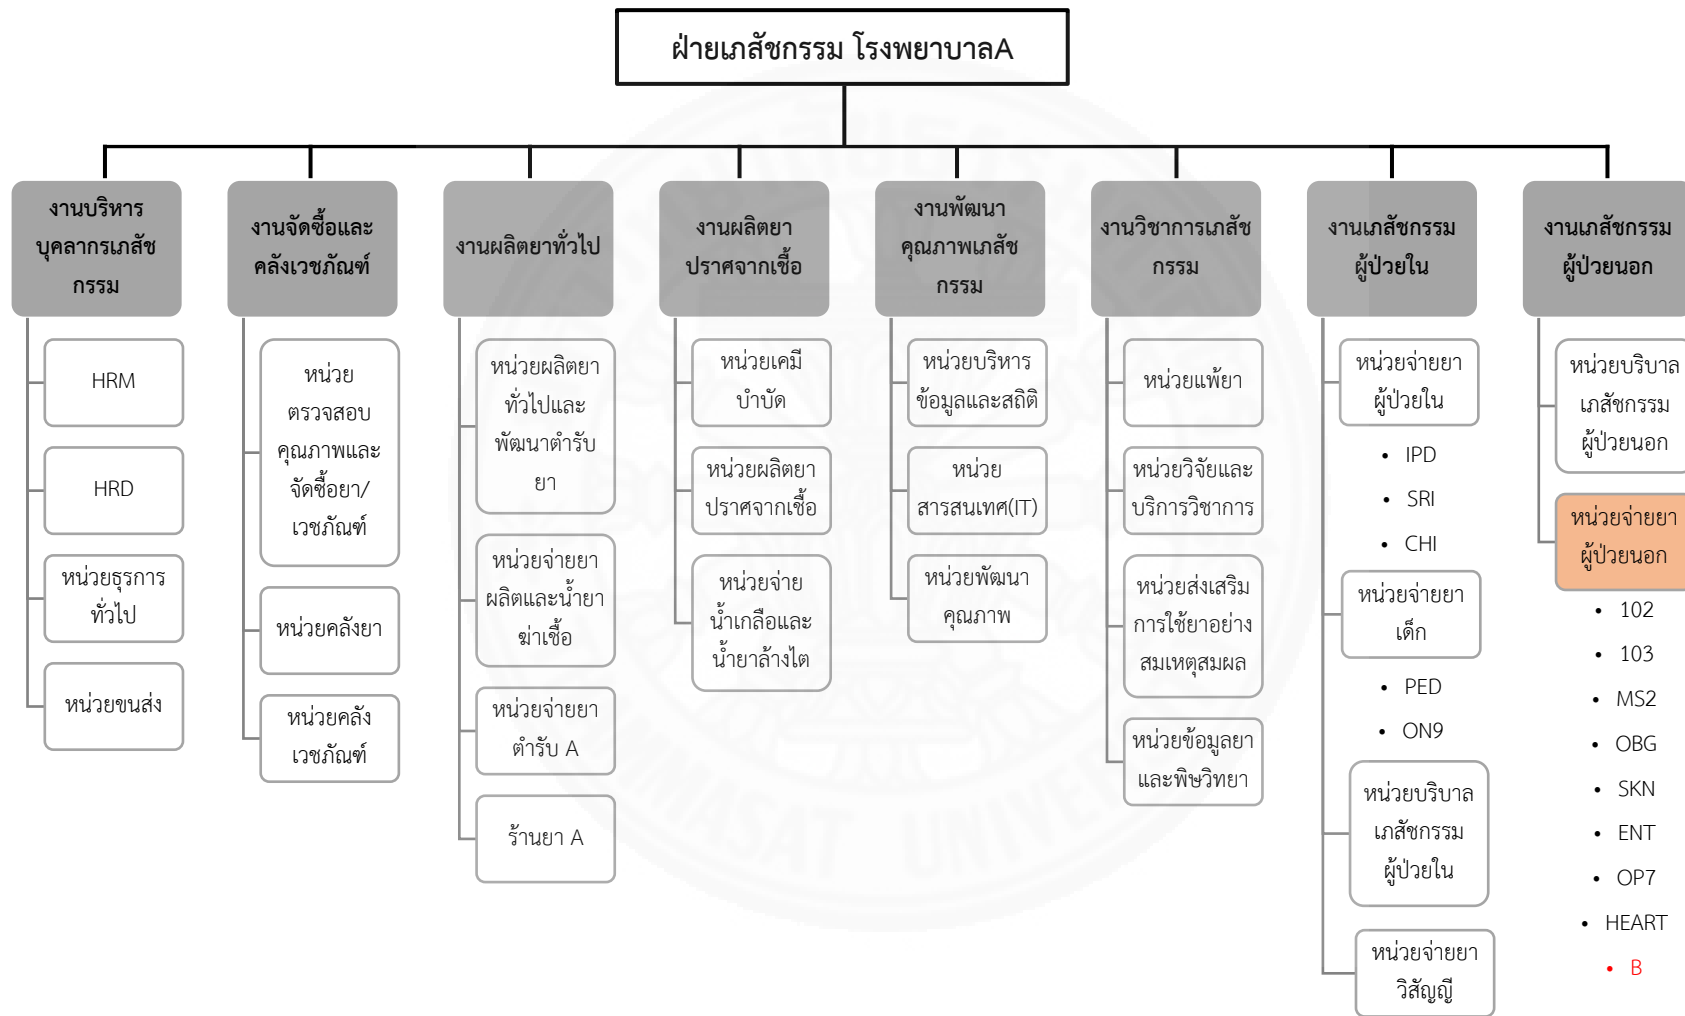 ฝ่ายเภสัชกรรม โรงพยาบาลA
งานบริหาร
บุคลากรเภสัช
กรรม
HRM
HRD
หน่วยธุรการ
ทั่วไป
หน่วยขนส่ง
งานจัดซื้อและ
คลังเวชภัณฑ์
หน่วย
ตรวจสอบ
คุณภาพและ
จัดซื้อยา/
เวชภัณฑ์
หน่วยคลังยา
หน่วยคลัง
เวชภัณฑ์
งานผลิตยาทั่วไป
หน่วยผลิตยา
ทั่วไปและ
พัฒนาตำรับ
ยา
หน่วยจ่ายยา
ผลิตและน้ำยา
ฆ่าเชื้อ
หน่วยจ่ายยา
ตำรับ A
ร้านยา A
งานผลิตยา
ปราศจากเชื้อ
หน่วยเคมี
บำบัด
หน่วยผลิตยา
ปราศจากเชื้อ
หน่วยจ่าย
น้ำเกลือและ
น้ำยาล้างไต
งานพัฒนา
คุณภาพเภสัช
กรรม
หน่วยบริหาร
ข้อมูลและสถิติ
หน่วย
สารสนเทศ(IT)
หน่วยพัฒนา
คุณภาพ
งานวิชาการเภสัช
กรรม
หน่วยแพ้ยา
หน่วยวิจัยและ
บริการวิชาการ
หน่วยส่งเสริม
การใช้ยาอย่าง
สมเหตุสมผล
หน่วยข้อมูลยา
และพิษวิทยา
งานเภสัชกรรม
ผู้ป่วยใน
หน่วยจ่ายยา
ผู้ป่วยใน
• IPD
• SRI
• CHI
หน่วยจ่ายยา
เด็ก
• PED
• ON9
หน่วยบริบาล
เภสัชกรรม
ผู้ป่วยใน
หน่วยจ่ายยา
วิสัญญี
งานเภสัชกรรม
ผู้ป่วยนอก
หน่วยบริบาล
เภสัชกรรม
ผู้ป่วยนอก
หน่วยจ่ายยา
ผู้ป่วยนอก
• 102
• 103
• MS2
• OBG
• SKN
• ENT
• OP7
• HEART
• B